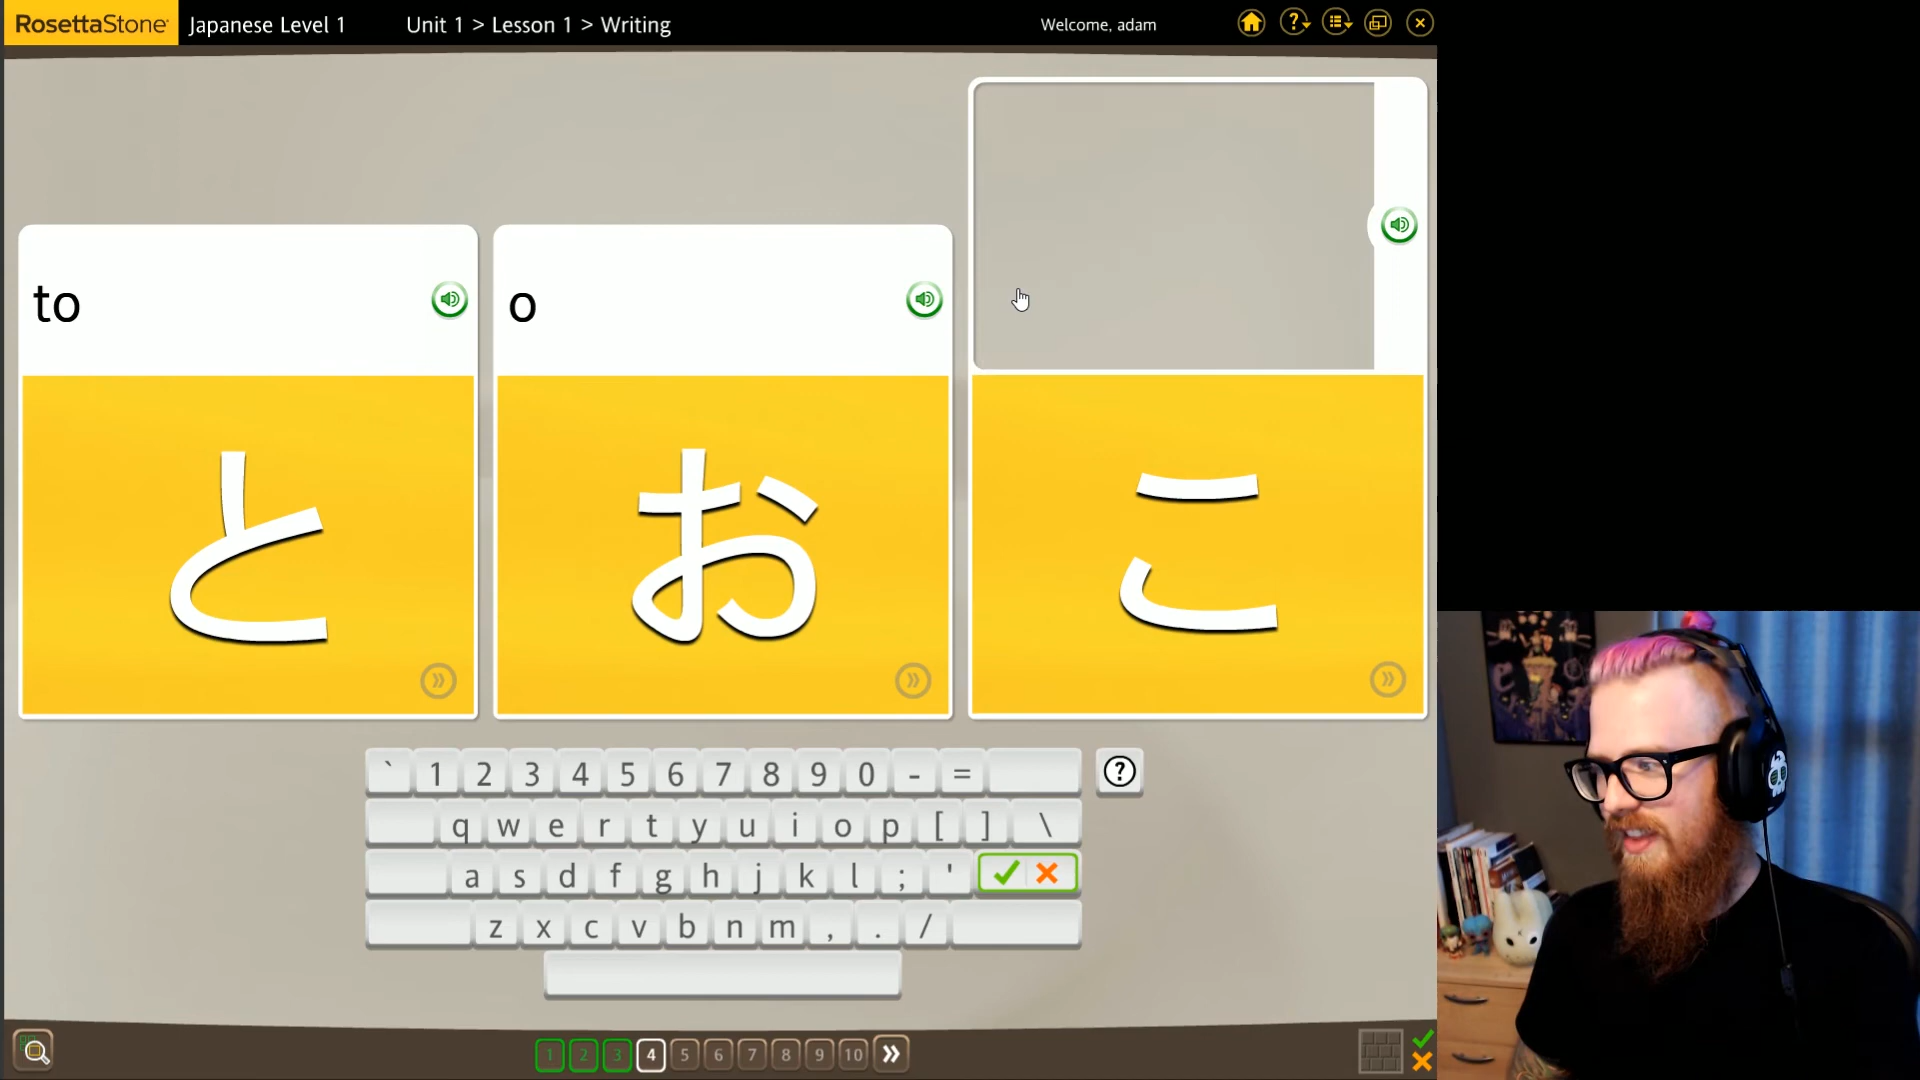 RosettaStone
Japanese Level 1
Unit 1 > Lesson 1 > Writing
Welcome, adam
to
o
と
お
こ
` 1 2 3 4 5 6 7 8 9 0 - =
q w e r t y u i o p [ ] \
a s d f g h j k l ; '
z x c v b n m , . /
1 2 3 4 5 6 7 8 9 10